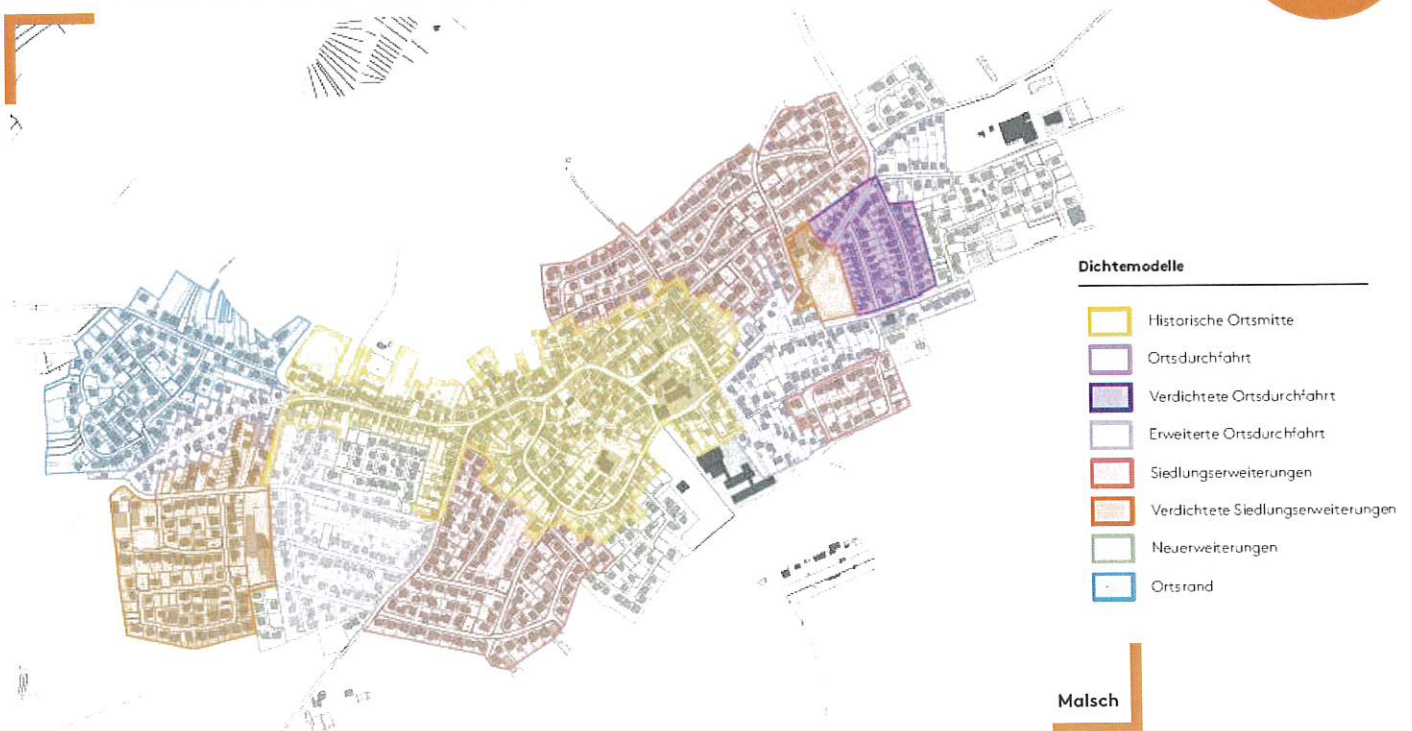 Dichtemodelle
Historische Ortsmitte
Ortsdurchfahrt
Verdichtete Ortsdurchfahrt
Erweiterte Ortsdurchfahrt
Siedlungserweiterungen
Verdichtete Siedlungserweiterungen
Neuerweiterungen
Ortsrand
Malsch